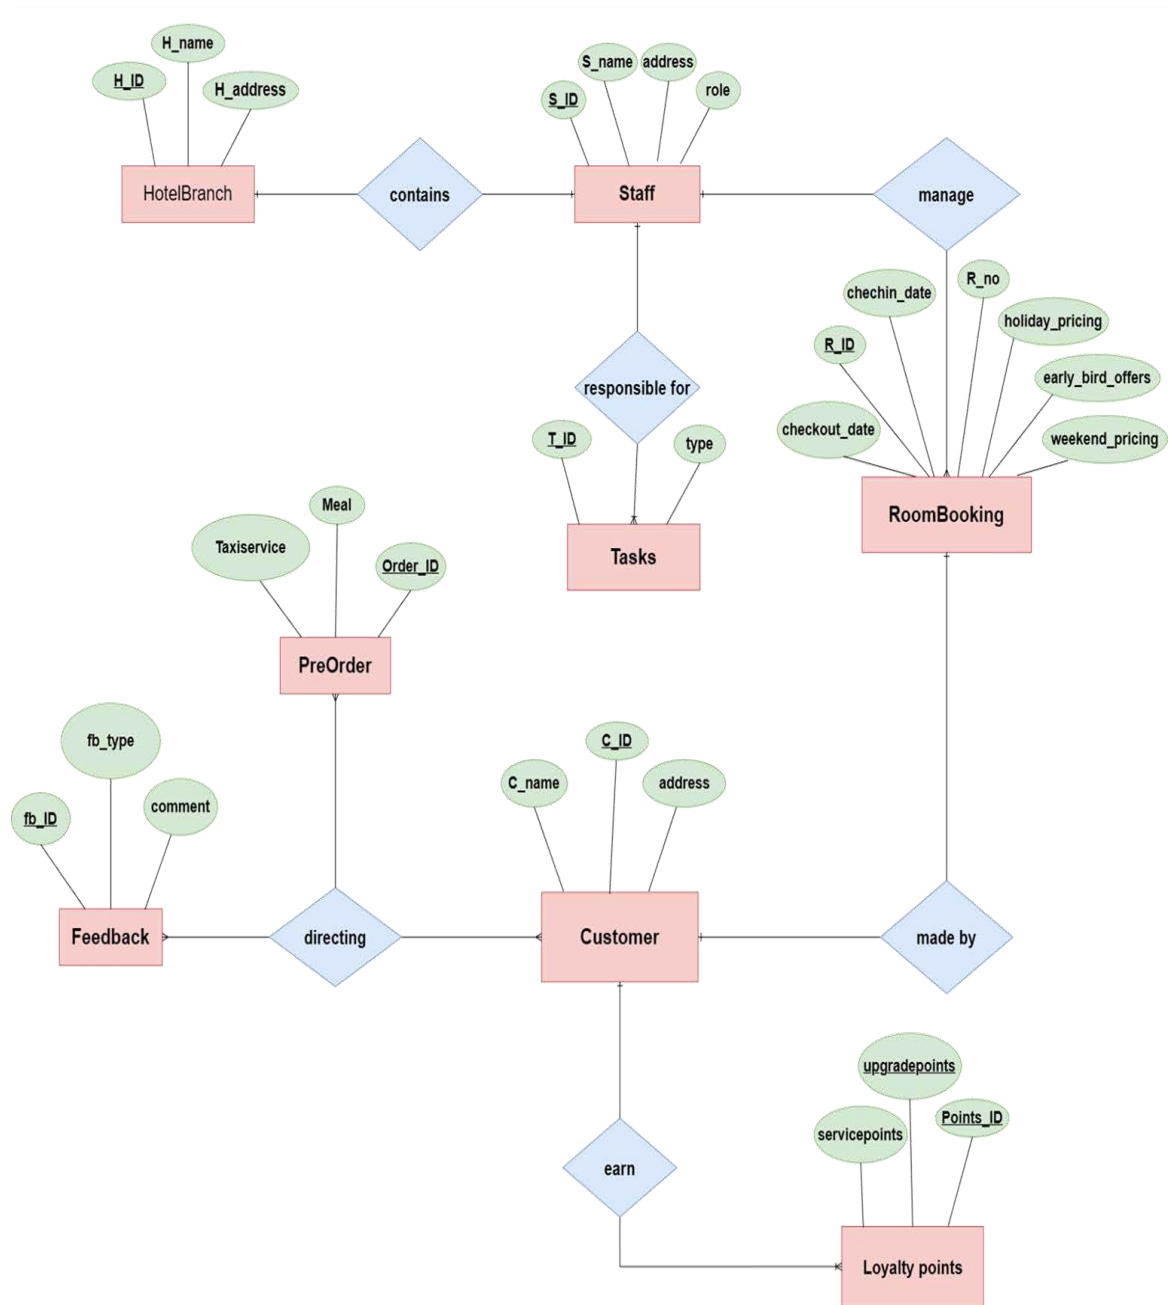 H_name
H_ID
H_address
HotelBranch
contains
S_name
address
S_ID
role
Staff
manage
R_no
chechin_date
holiday_pricing
R_ID
early_bird_offers
checkout_date
weekend_pricing
RoomBooking
responsible for
T_ID
type
Tasks
Meal
Taxiservice
Order_ID
PreOrder
fb_type
comment
fb_ID
Feedback
directing
C_ID
C_name
address
Customer
made by
upgradepoints
Points_ID
servicepoints
earn
Loyalty points